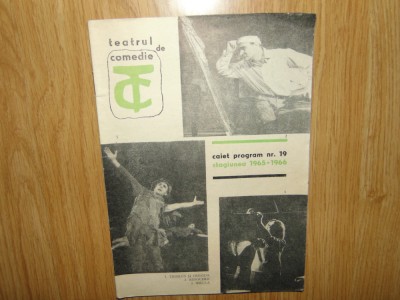 teatrul
de
comedie
TC
caiet program nr. 19
stagiunea 1965-1966